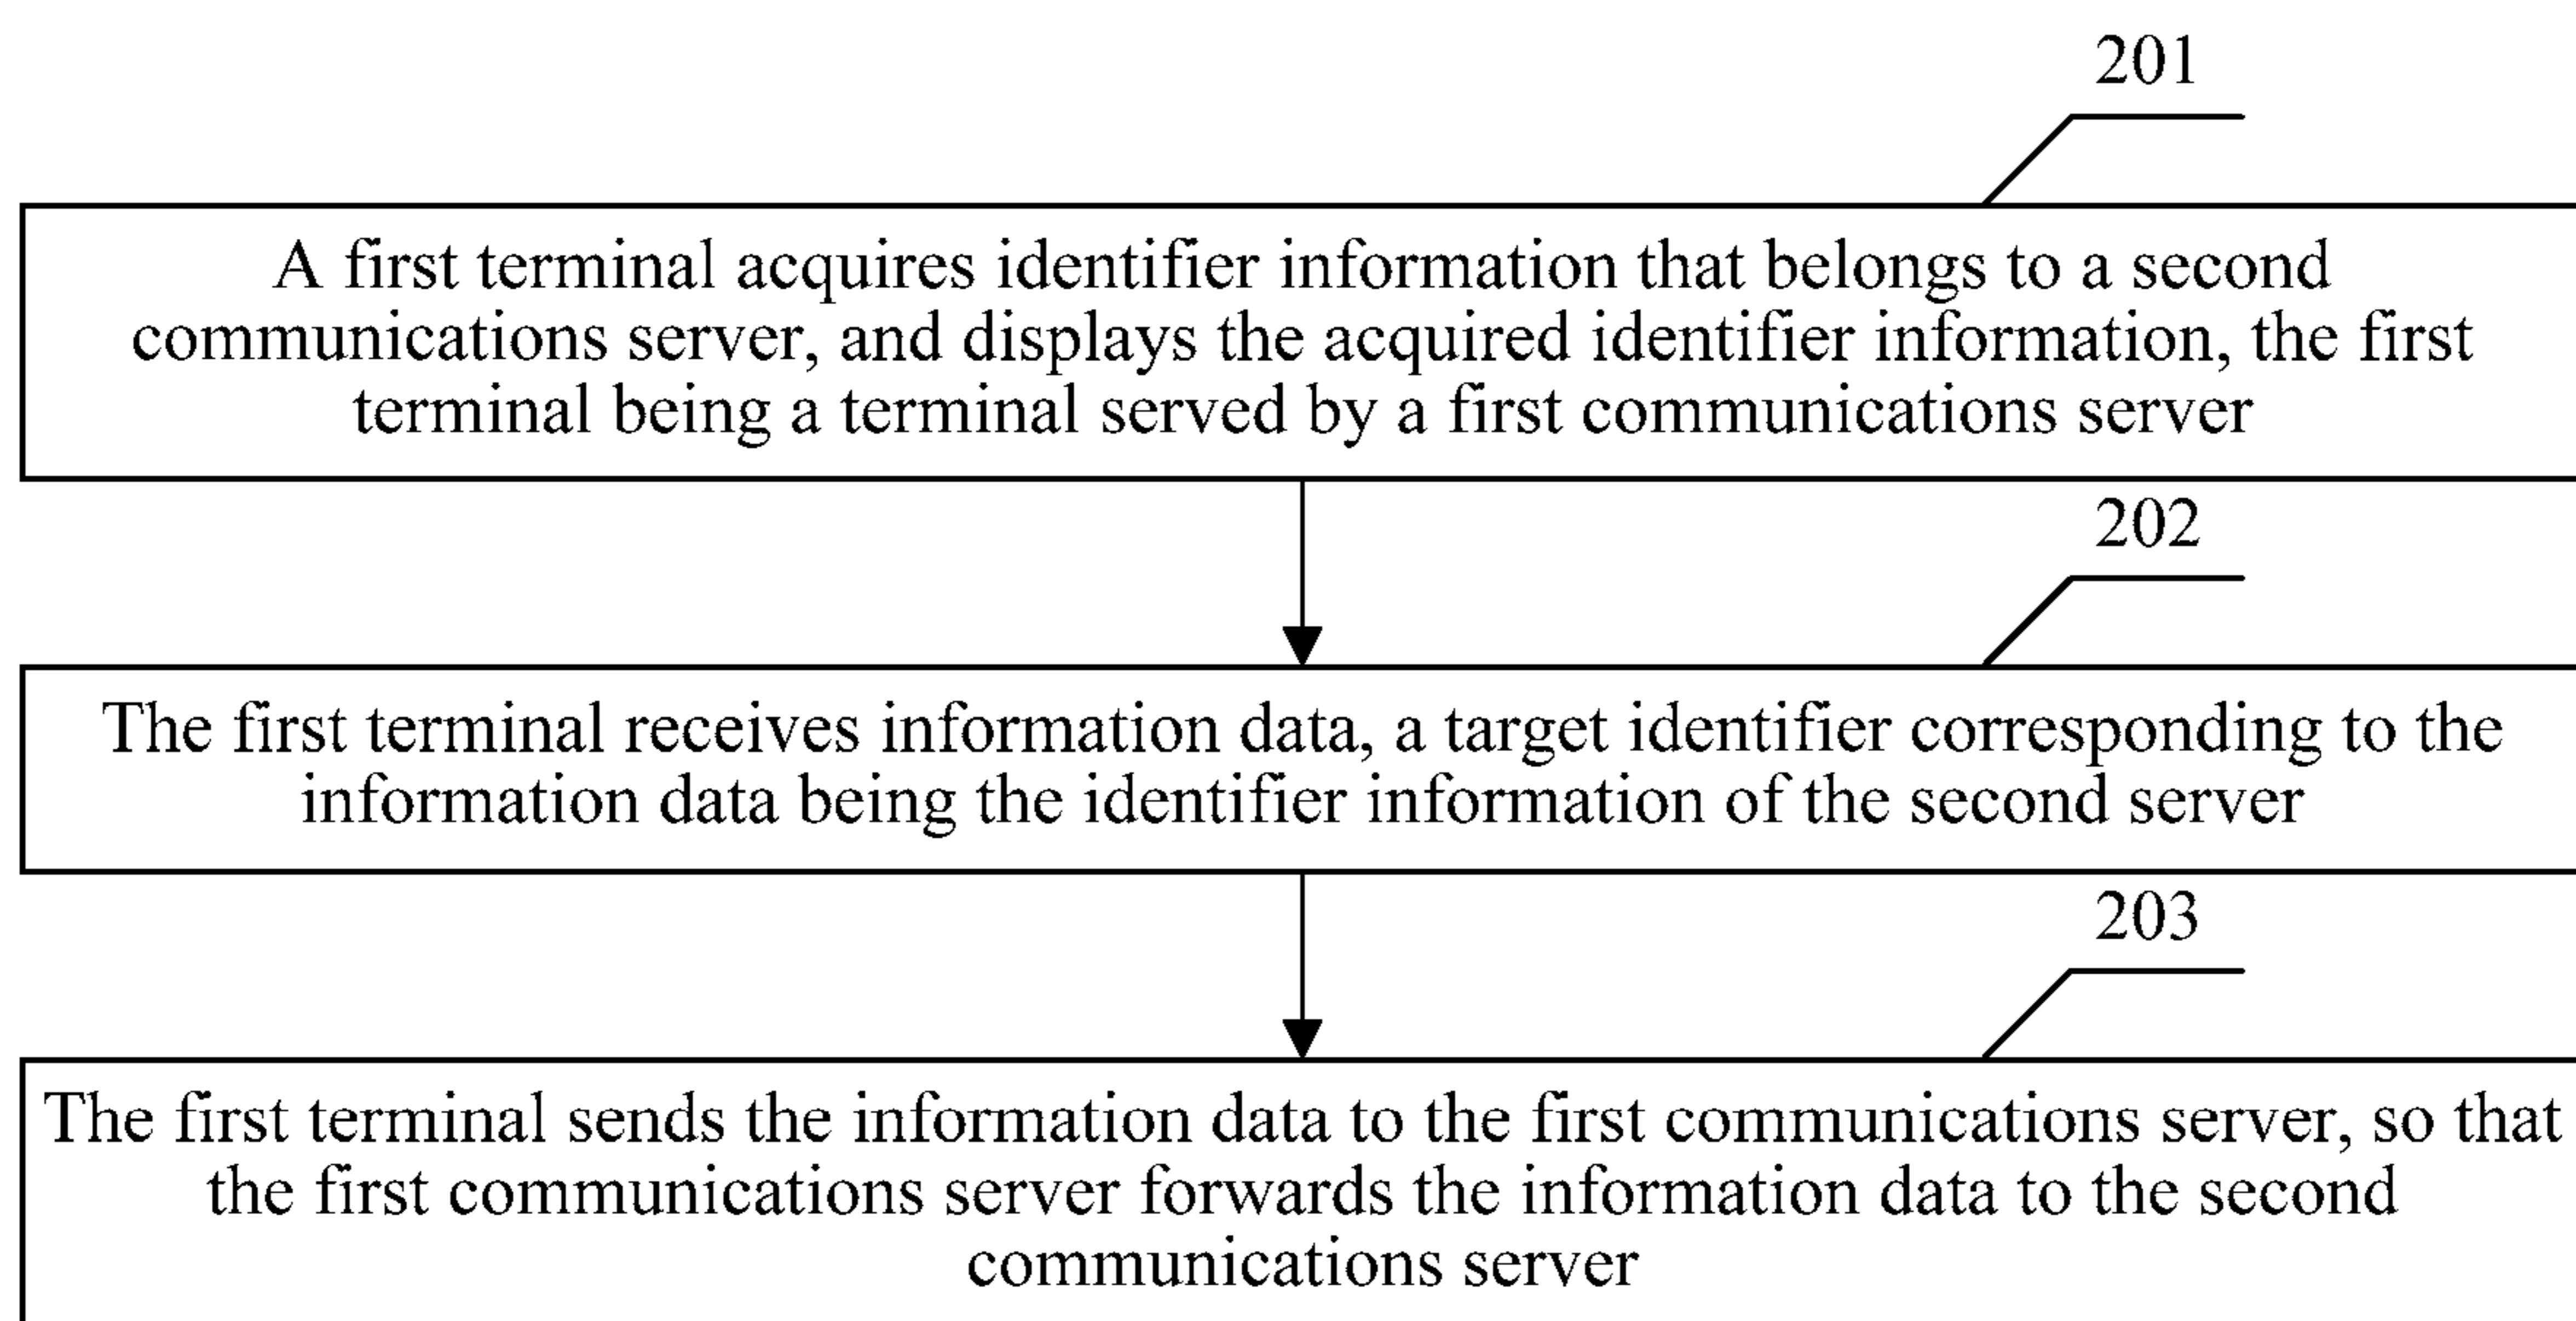 201
A first terminal acquires identifier information that belongs to a second
communications server, and displays the acquired identifier information, the first
terminal being a terminal served by a first communications server
202
The first terminal receives information data, a target identifier corresponding to the
information data being the identifier information of the second server
203
The first terminal sends the information data to the first communications server, so that
the first communications server forwards the information data to the second
communications server